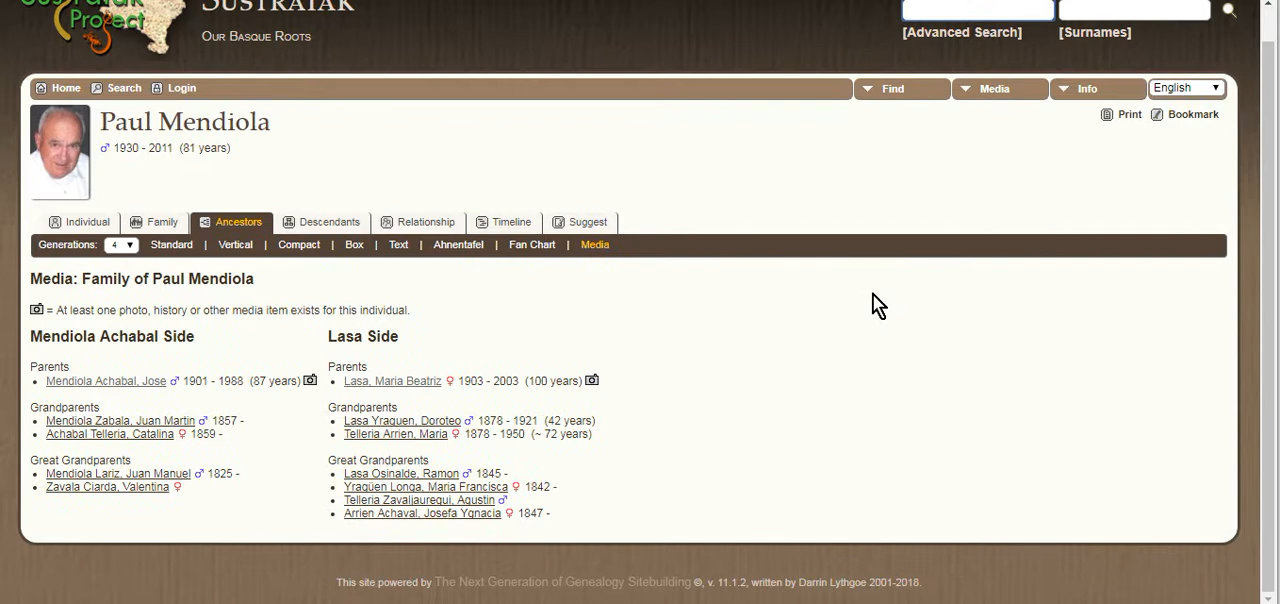 SUSTRATAK
Project
OUR BASQUE ROOTS
[Advanced Search] [Surnames]
Home Search Login Find Media Info English
Paul Mendiola
♂ 1930 - 2011 (81 years)
Print Bookmark
Individual Family Ancestors Descendants Relationship Timeline Suggest
Generations: 4 Standard | Vertical | Compact | Box | Text | Ahnentafel | Fan Chart | Media
Media: Family of Paul Mendiola
= At least one photo, history or other media item exists for this individual.
Mendiola Achabal Side
Parents
• Mendiola Achabal, Jose ♂ 1901 - 1988 (87 years)
Grandparents
• Mendiola Zabala, Juan Martin ♂ 1857 -
• Achabal Telleria, Catalina ♀ 1859 -
Great Grandparents
• Mendiola Lariz, Juan Manuel ♂ 1825 -
• Zavala Ciarda, Valentina ♀
Lasa Side
Parents
• Lasa, Maria Beatriz ♀ 1903 - 2003 (100 years)
Grandparents
• Lasa Yraguen, Doroteo ♂ 1878 - 1921 (42 years)
• Telleria Arrien, Maria ♀ 1878 - 1950 (~ 72 years)
Great Grandparents
• Lasa Osinalde, Ramon ♂ 1845 -
• Yragüen Longa, Maria Francisca ♀ 1842 -
• Telleria Zavaljauregui, Agustin ♂
• Arrien Achaval, Josefa Ygnacia ♀ 1847 -
This site powered by The Next Generation of Genealogy Sitebuilding ©, v. 11.1.2, written by Darrin Lythgoe 2001-2018.